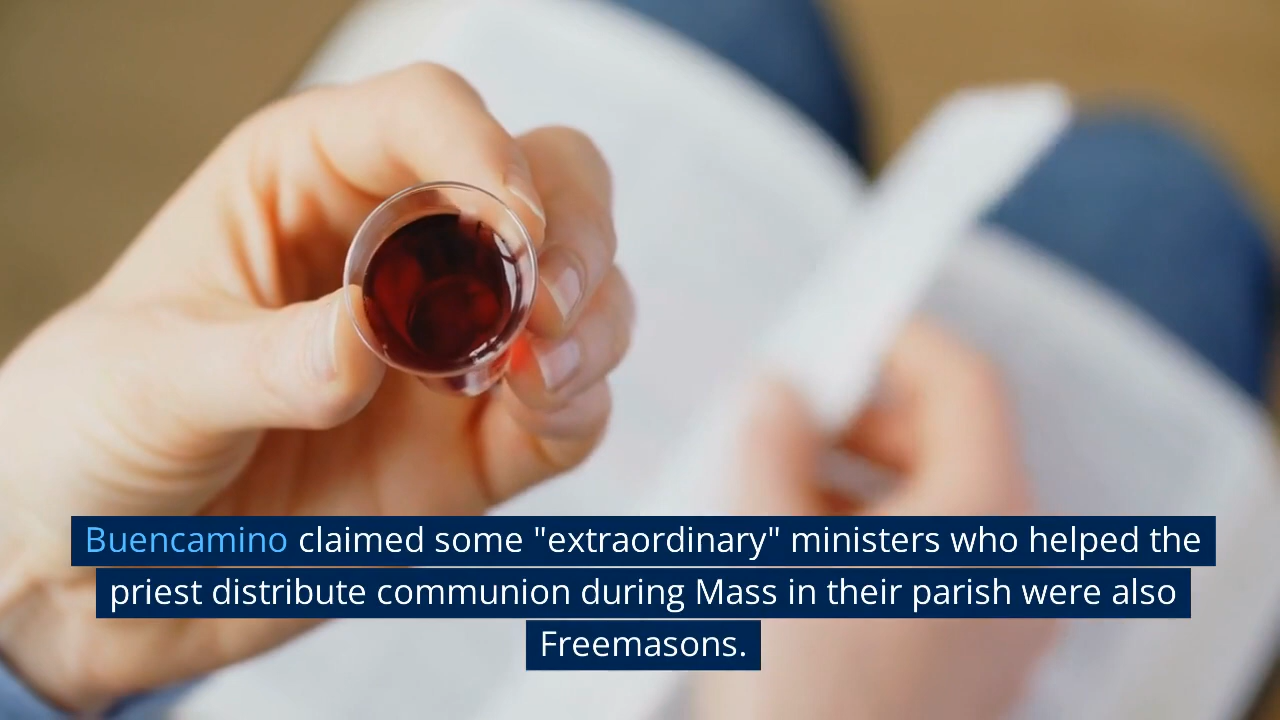 Buencamino claimed some "extraordinary" ministers who helped the
priest distribute communion during Mass in their parish were also
Freemasons.